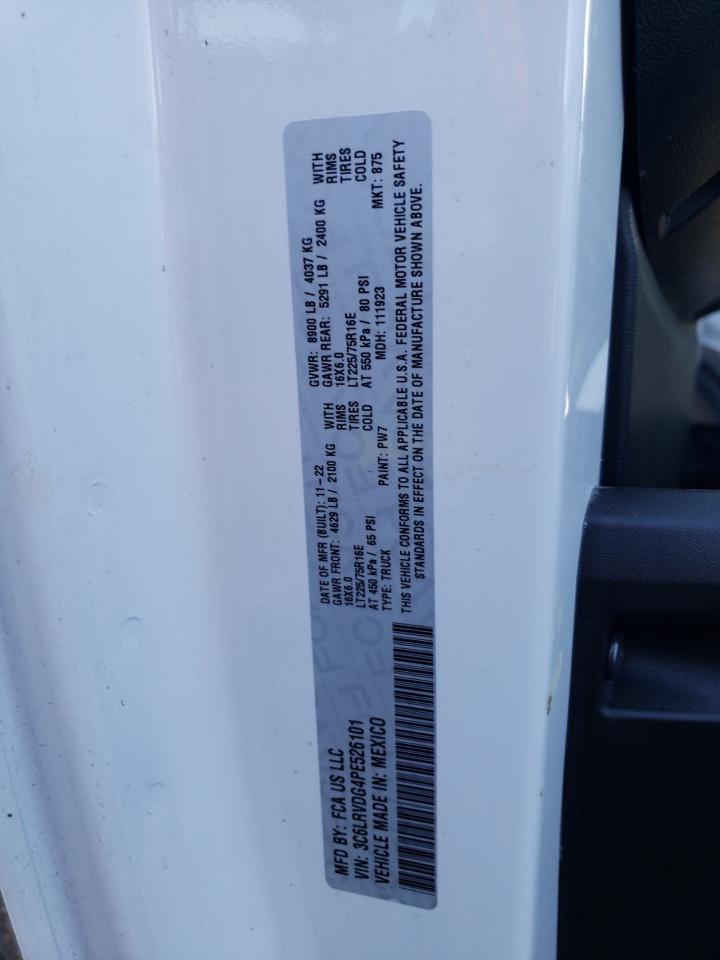 MFD BY: FCA US LLC
VIN: 3C6LRVDG4PE526101
VEHICLE MADE IN: MEXICO
DATE OF MFR (BUILT): 11-22 GVWR: 8900 LB / 4037 KG
GAWR FRONT: 4629 LB / 2100 KG WITH GAWR REAR: 5291 LB / 2400 KG WITH
16X6.0 RIMS 16X6.0 RIMS
LT225/75R16E TIRES LT225/75R16E TIRES
AT 450 kPa / 65 PSI COLD AT 550 kPa / 80 PSI COLD
TYPE: TRUCK PAINT: PW7 MDH: 111923 MKT: 875
THIS VEHICLE CONFORMS TO ALL APPLICABLE U.S.A. FEDERAL MOTOR VEHICLE SAFETY
STANDARDS IN EFFECT ON THE DATE OF MANUFACTURE SHOWN ABOVE.